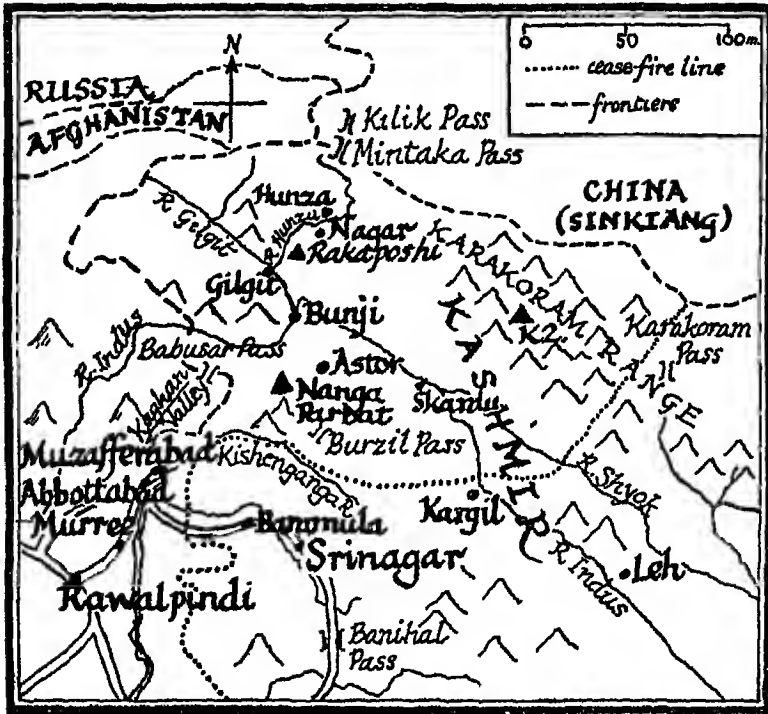 N
0 50 100 m.
cease-fire line
frontiers
RUSSIA
AFGHANISTAN
Kilik Pass
Mintaka Pass
CHINA
(SINKIANG)
Hunza
R. Hunza
Nagar
Rakaposhi
R. Gilgit
Gilgit
KARAKORAM RANGE
K2
Karakoram
Pass
KASHMIR
Bunji
R. Indus
Babusar Pass
Astor
Nanga
Parbat
Skardu
Kaghan
Valley
Burzil Pass
Muzafferabad
Kishenganga R.
R. Shyok
Abbottabad
Murree
Baramula
Kargil
Srinagar
R. Indus
Leh
Rawalpindi
Banihal
Pass